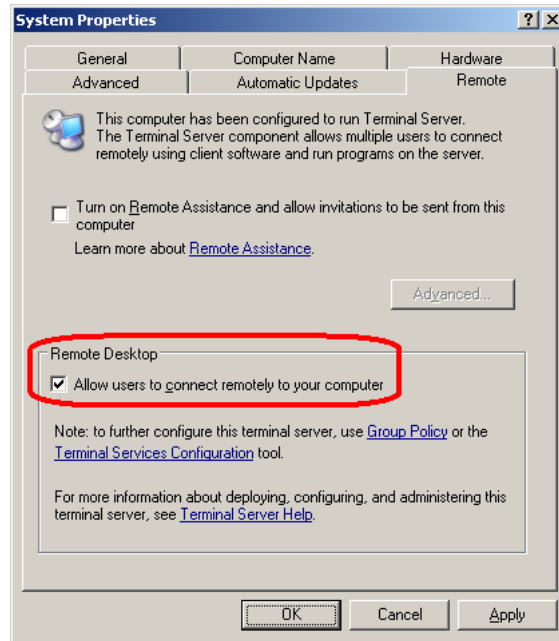 System Properties
General Computer Name Hardware
Advanced Automatic Updates Remote
This computer has been configured to run Terminal Server.
The Terminal Server component allows multiple users to connect
remotely using client software and run programs on the server.
Turn on Remote Assistance and allow invitations to be sent from this
computer
Learn more about Remote Assistance.
Advanced...
Remote Desktop
Allow users to connect remotely to your computer
Note: to further configure this terminal server, use Group Policy or the
Terminal Services Configuration tool.
For more information about deploying, configuring, and administering this
terminal server, see Terminal Server Help.
OK Cancel Apply